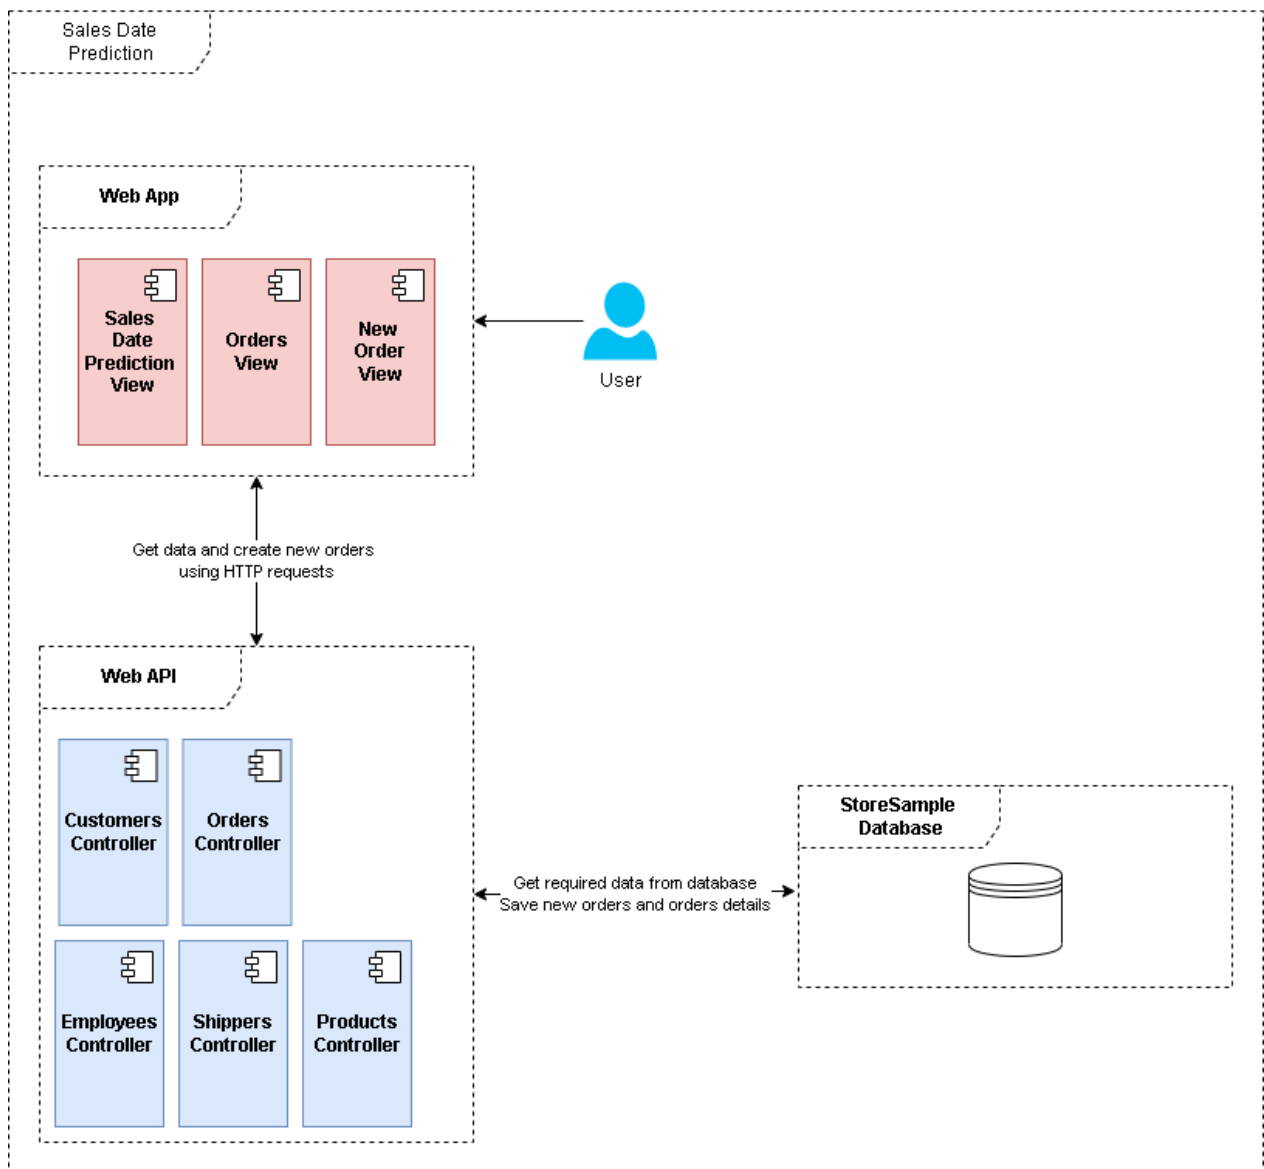 Sales Date
Prediction
Web App
Sales
Date
Prediction
View
Orders
View
New
Order
View
User
Get data and create new orders
using HTTP requests
Web API
Customers
Controller
Orders
Controller
Employees
Controller
Shippers
Controller
Products
Controller
Get required data from database
Save new orders and orders details
StoreSample
Database